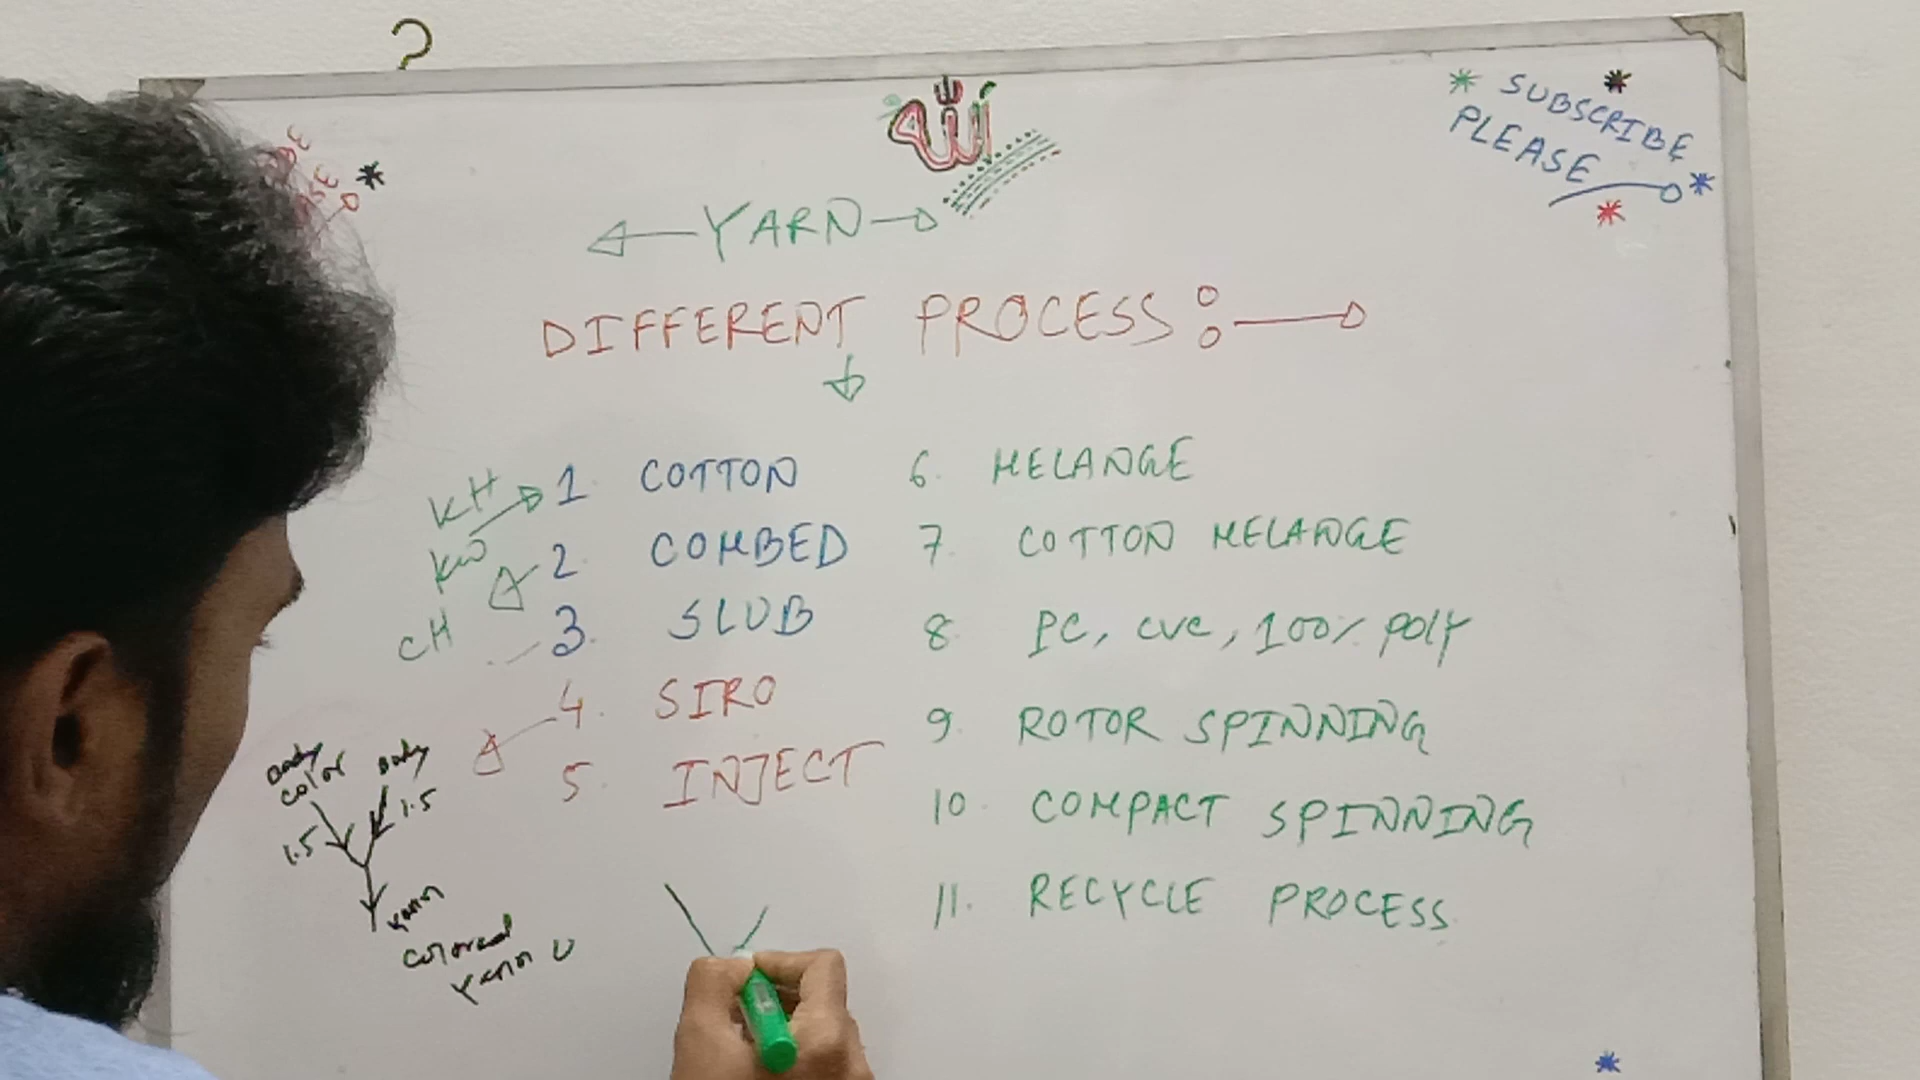 الله
* SUBSCRIBE
PLEASE
YARN
DIFFERENT PROCESS:
KH
KW
CH
1. COTTON
2. COMBED
3. SLUB
4. SIRO
5. INJECT
6. MELANGE
7. COTTON MELANGE
8. PC, CVC, 100% POLY
9. ROTOR SPINNING
10. COMPACT SPINNING
11. RECYCLE PROCESS
Body
color
Body
1.5
1.5
Yarn
colored
Yarn